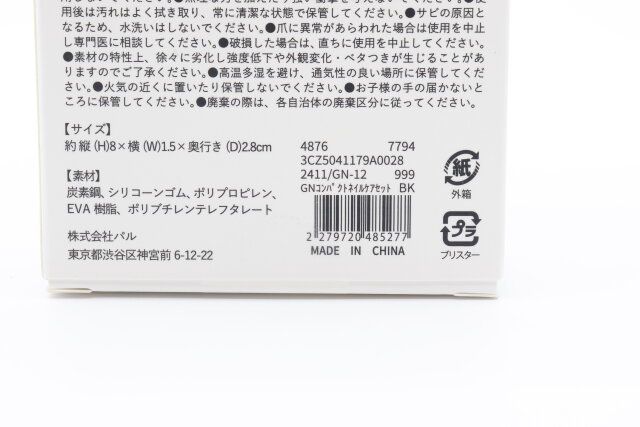 用後は汚れはよく拭き取り、常に清潔な状態で保管してください。●サビの原因と
なるため、水洗いはしないでください。●爪に異常があらわれた場合は使用を中止
し専門医に相談してください。●破損した場合は、直ちに使用を中止してください。
●素材の特性上、徐々に劣化し強度低下や外観変化・ベタつきが生じることがあ
りますのでご了承ください。●高温多湿を避け、通気性の良い場所に保管してくだ
さい。●火気の近くに置いたり保管しないでください。●お子様の手の届かないと
ころに保管してください。●廃棄の際は、各自治体の廃棄区分に従ってください。
【サイズ】
約 縦 (H)8×横 (W)1.5×奥行き (D)2.8cm
【素材】
炭素鋼、シリコーンゴム、ポリプロピレン、
EVA 樹脂、ポリブチレンテレフタレート
株式会社パル
東京都渋谷区神宮前 6-12-22
4876 7794
3CZ5041179A0028
2411/GN-12 999
GNコンパクトネイルケアセット BK
2 279720 485277
MADE IN CHINA
紙
外箱
プラ
ブリスター